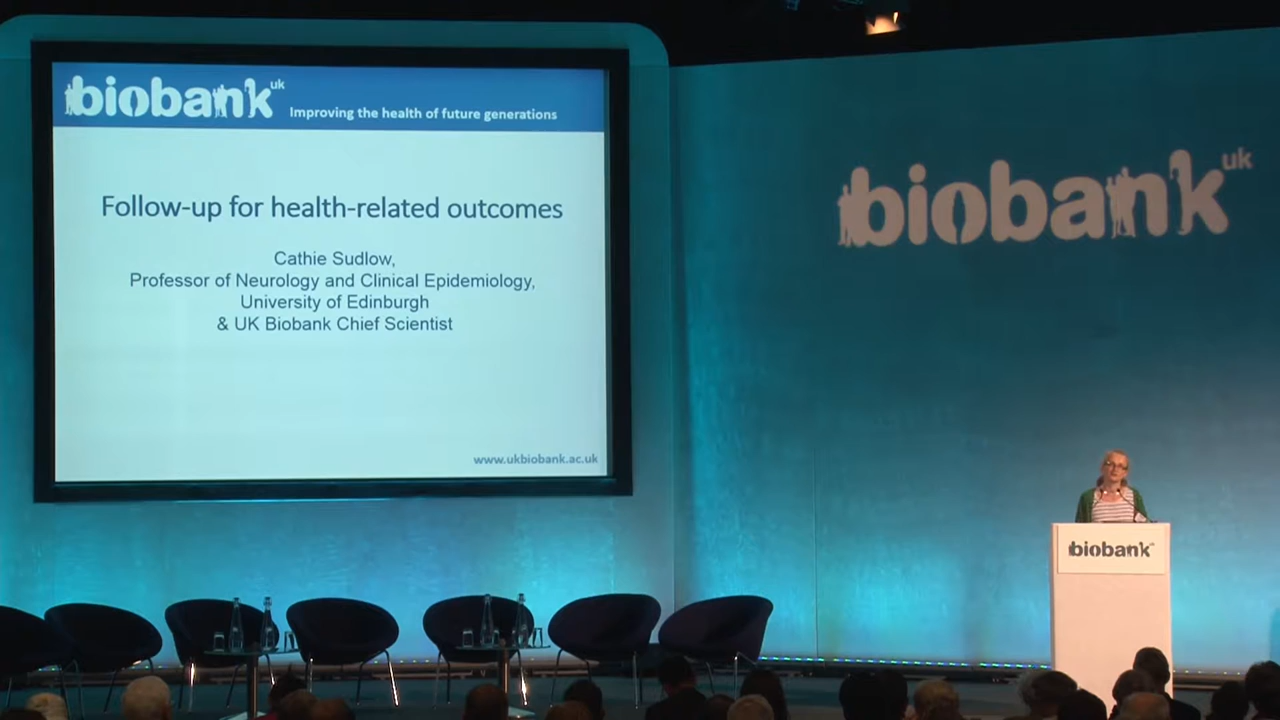 biobank uk
Improving the health of future generations
Follow-up for health-related outcomes
Cathie Sudlow,
Professor of Neurology and Clinical Epidemiology,
University of Edinburgh
& UK Biobank Chief Scientist
www.ukbiobank.ac.uk
biobank uk
biobank uk